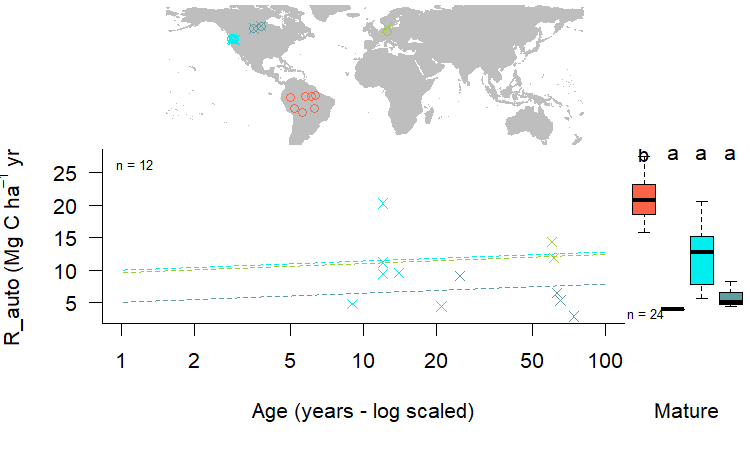 n = 12
b a a a
25
20
15
10
5
R_auto (Mg C ha⁻¹ yr
n = 24
1 2 5 10 20 50 100
Age (years - log scaled)
Mature